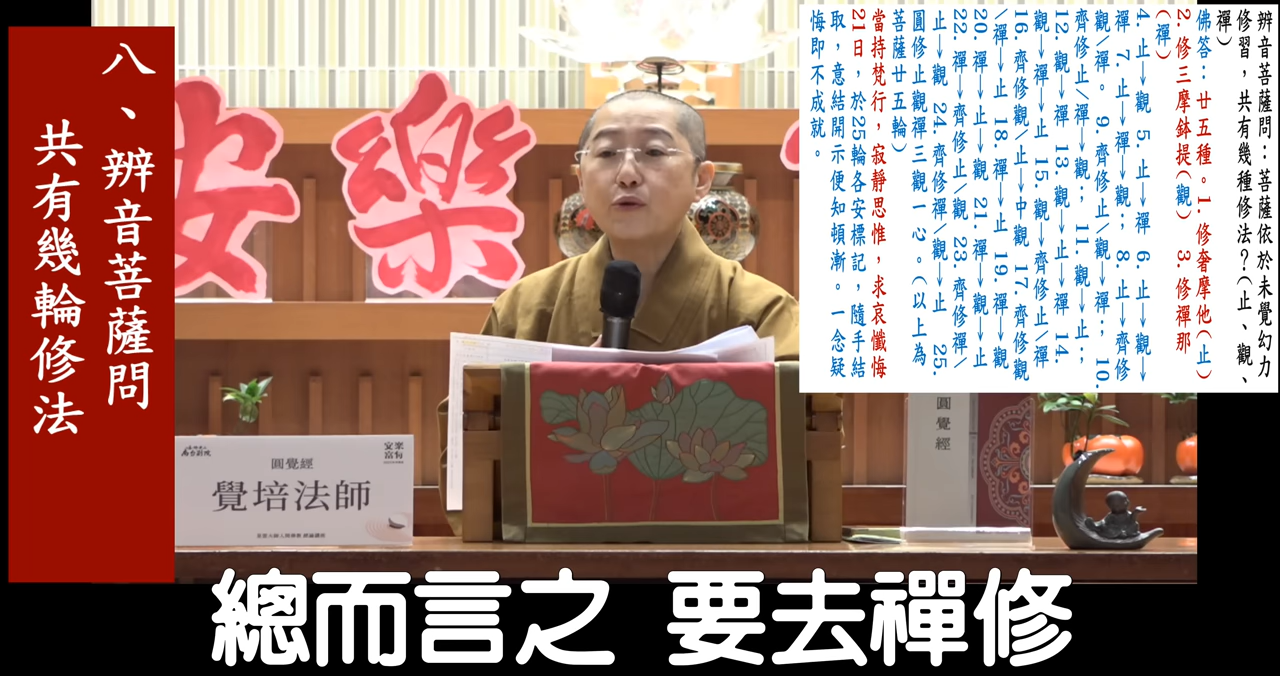 八、辨音菩薩問
共有幾輪修法
辨音菩薩問：菩薩依於未覺幻力
修習，共有幾種修法？（止、觀、
禪）
佛答：廿五種。1. 修奢摩他（止）
2. 修三摩鉢提（觀） 3. 修禪那
（禪）
4. 止→觀 5. 止→禪 6. 止→觀→
禪 7. 止→禪→觀； 8. 止→齊修
觀\禪。 9. 齊修止/觀→禪； 10.
齊修止/禪→觀； 11. 觀→止；
12. 觀→禪 13. 觀→止→禪 14.
觀→禪→止 15. 觀→齊修止/禪
16. 齊修觀/止→中觀 17. 齊修觀
/禪→止 18. 禪→止 19. 禪→觀
20. 禪→止→觀 21. 禪→觀→止
22. 禪→齊修止/觀 23. 齊修禪/
止→觀 24. 齊修禪/觀→止 25.
圓修止觀禪三觀一心。（以上為
菩薩廿五輪）
當持梵行，寂靜思惟，求哀懺悔
21日，於25輪各安標記，隨手結
取，意結開示便知頓漸。一念疑
悔即不成就。
安樂
圓覺經
覺培法師
圓覺經
總而言之 要去禪修